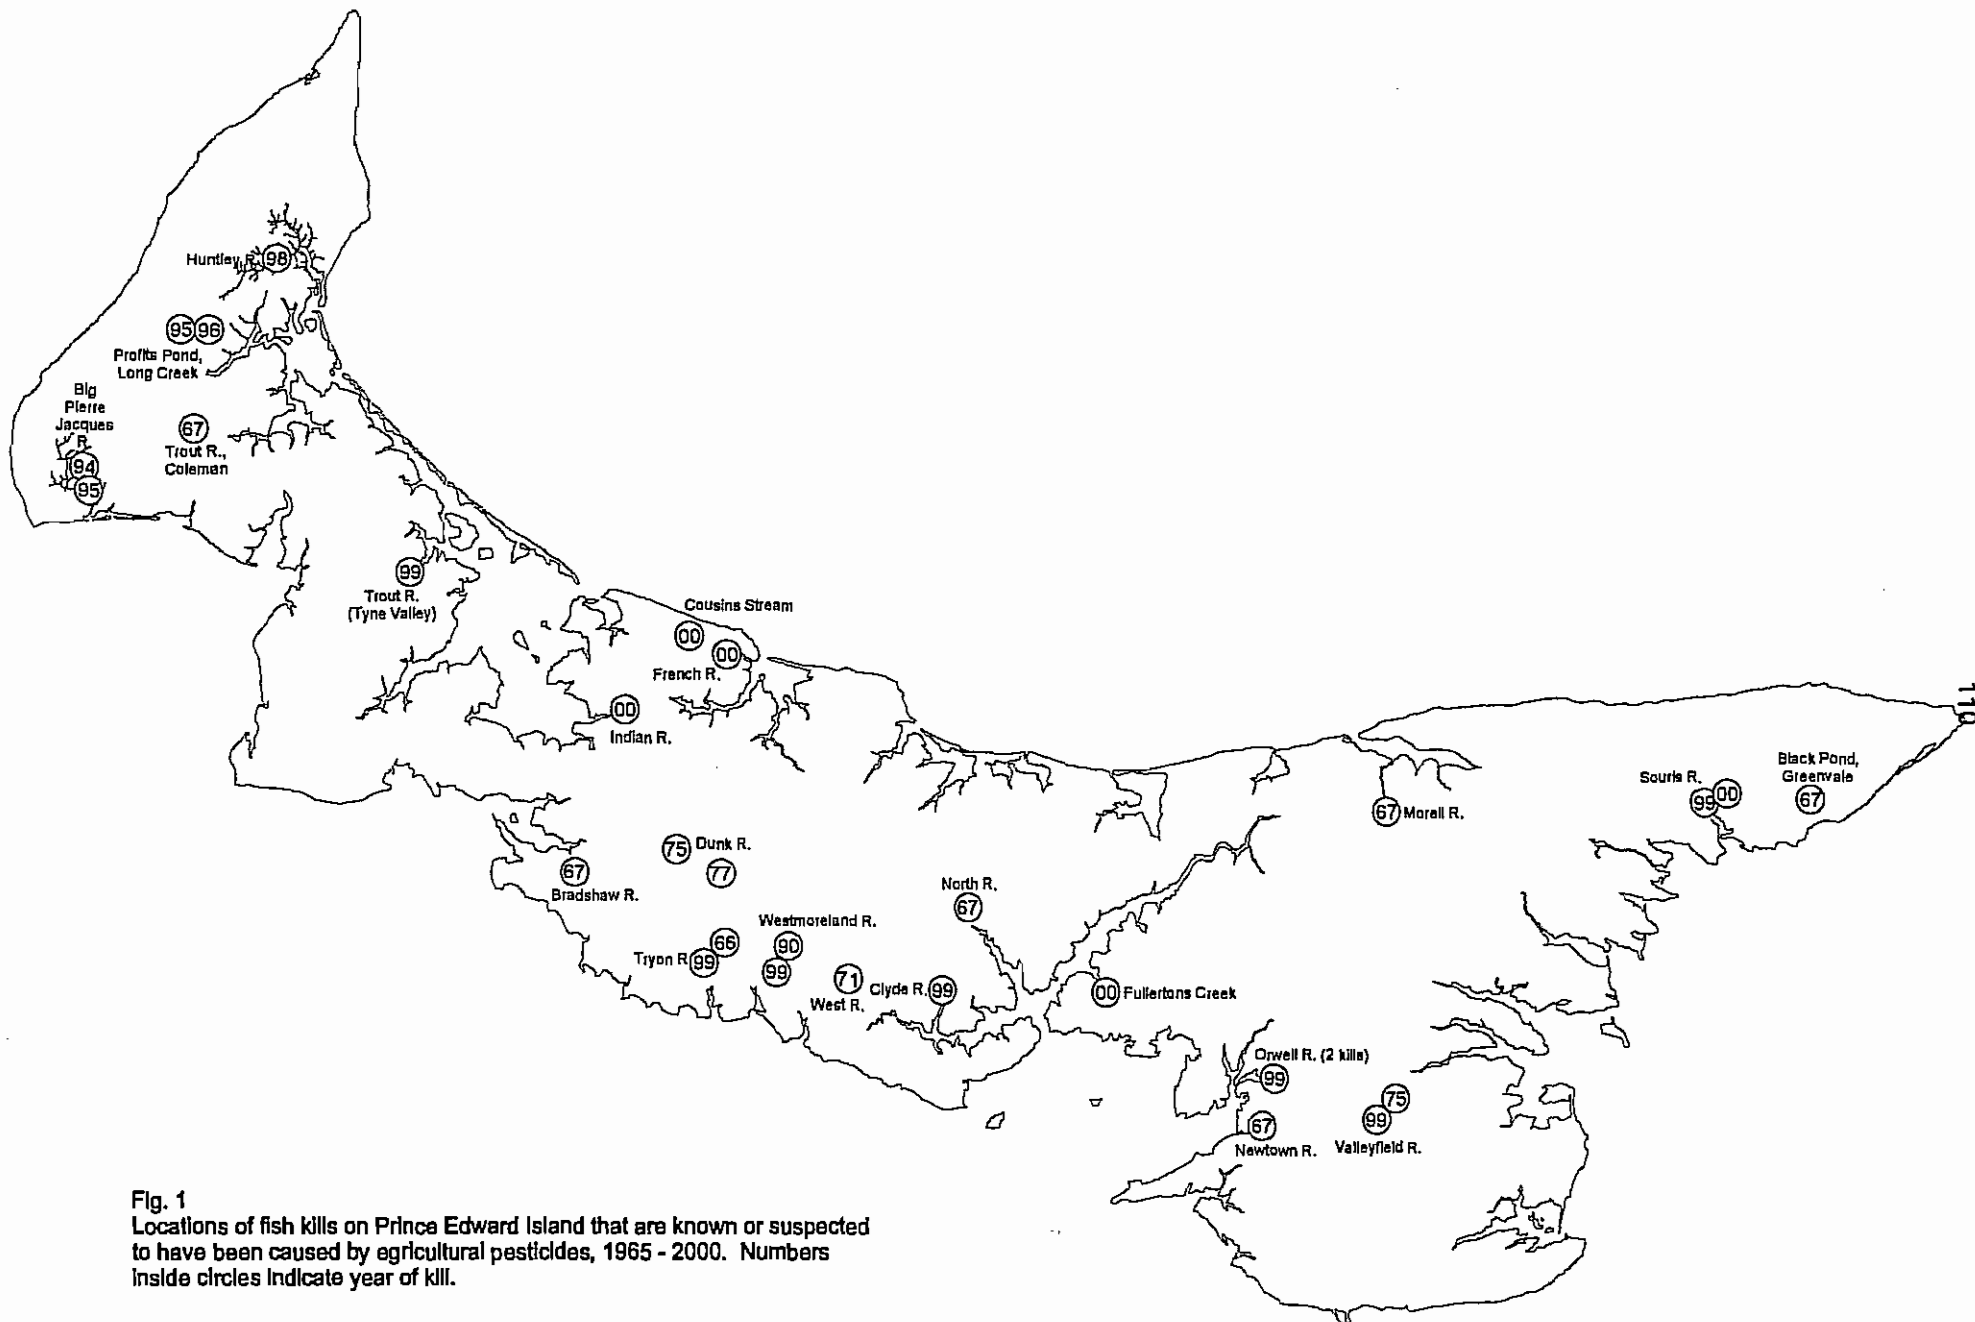 Huntley R.
98
95
96
Profits Pond,
Long Creek
Big
Pierre
Jacques
R.
94
95
67
Trout R.,
Coleman
99
Trout R.
(Tyne Valley)
Cousins Stream
00
00
French R.
00
Indian R.
110
Black Pond,
Greenvale
67
Souris R.
99
00
67
Morell R.
75
Dunk R.
77
67
Bradshaw R.
North R.
67
Westmoreland R.
90
99
66
Tryon R.
99
71
West R.
Clyde R.
99
00
Fullertons Creek
Orwell R. (2 kills)
99
67
Newtown R.
75
99
Valleyfield R.
Fig. 1
Locations of fish kills on Prince Edward Island that are known or suspected
to have been caused by agricultural pesticides, 1965 - 2000. Numbers
inside circles indicate year of kill.